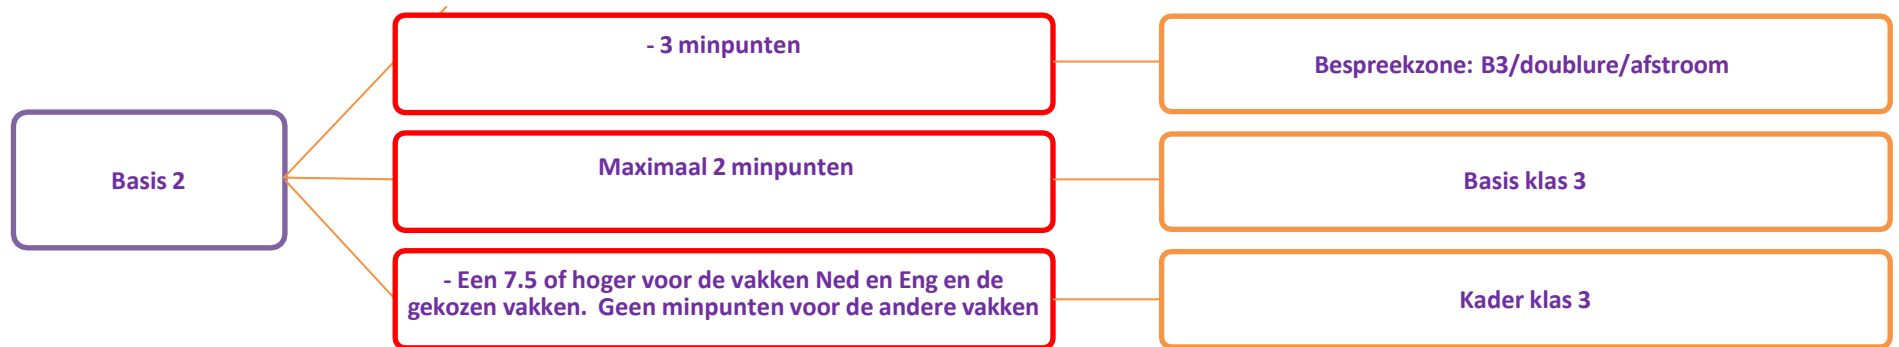 - 3 minpunten
Bespreekzone: B3/doublure/afstroom
Basis 2
Maximaal 2 minpunten
Basis klas 3
- Een 7.5 of hoger voor de vakken Ned en Eng en de
gekozen vakken.  Geen minpunten voor de andere vakken
Kader klas 3